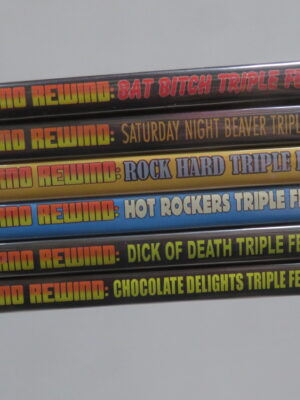 RNO REWIND: BAT BITCH TRIPLE FE
RNO REWIND: SATURDAY NIGHT BEAVER TRIPL
RNO REWIND: ROCK HARD TRIPLE F
RNO REWIND: HOT ROCKERS TRIPLE FE
RNO REWIND: DICK OF DEATH TRIPLE FE
RNO REWIND: CHOCOLATE DELIGHTS TRIPLE FE